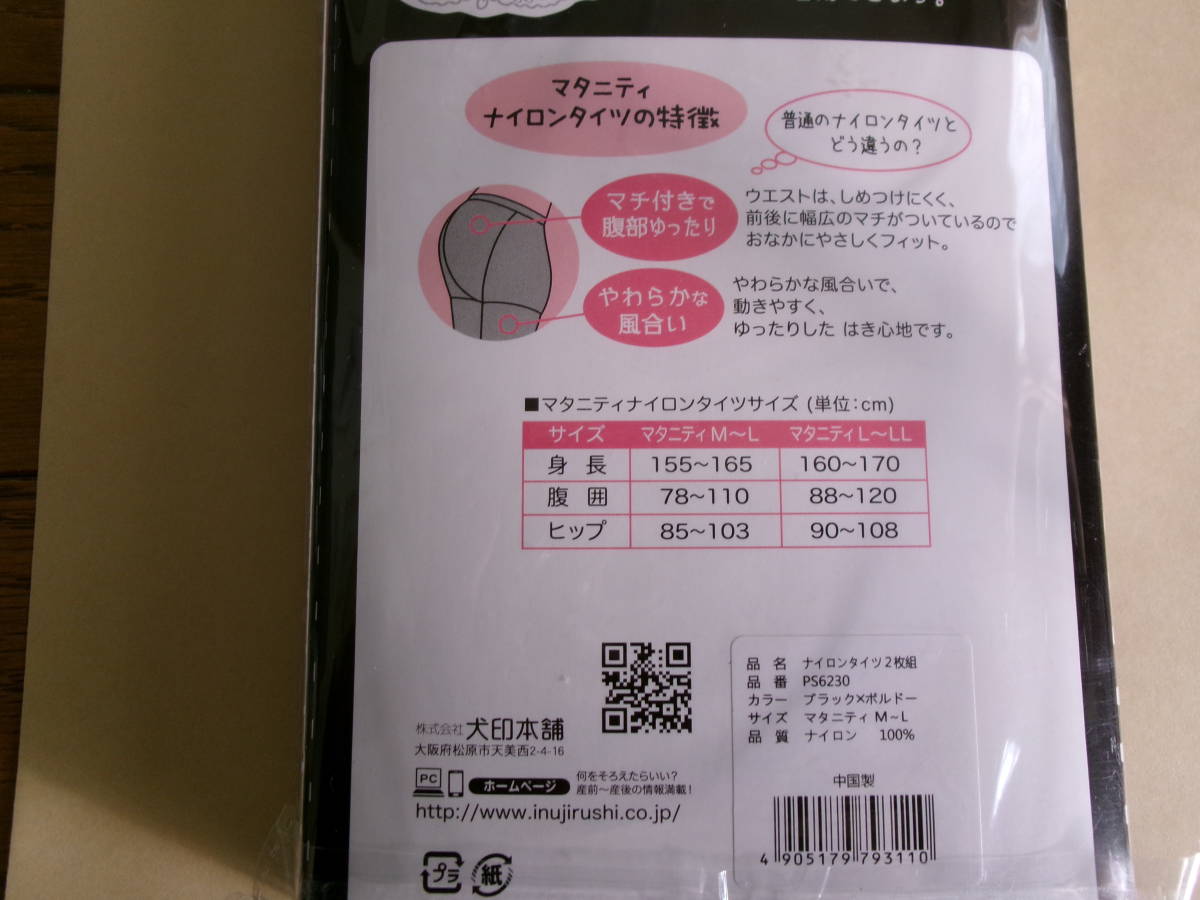 マタニティ
ナイロンタイツの特徴
普通のナイロンタイツと
どう違うの？
マチ付きで
腹部ゆったり
ウエストは、しめつけにくく、
前後に幅広のマチがついているので
おなかにやさしくフィット。
やわらかな
風合い
やわらかな風合いで、
動きやすく、
ゆったりした はき心地です。
■マタニティナイロンタイツサイズ (単位：cm)
サイズ マタニティM〜L マタニティL〜LL
身長 155〜165 160〜170
腹囲 78〜110 88〜120
ヒップ 85〜103 90〜108
株式会社 犬印本舗
大阪府松原市天美西2-4-16
PC ホームページ 何をそろえたらいい？
産前〜産後の情報満載！
http://www.inujirushi.co.jp/
プラ 紙
品名 ナイロンタイツ2枚組
品番 PS6230
カラー ブラック×ボルドー
サイズ マタニティ M~L
品質 ナイロン 100%
中国製
4 905179 793110